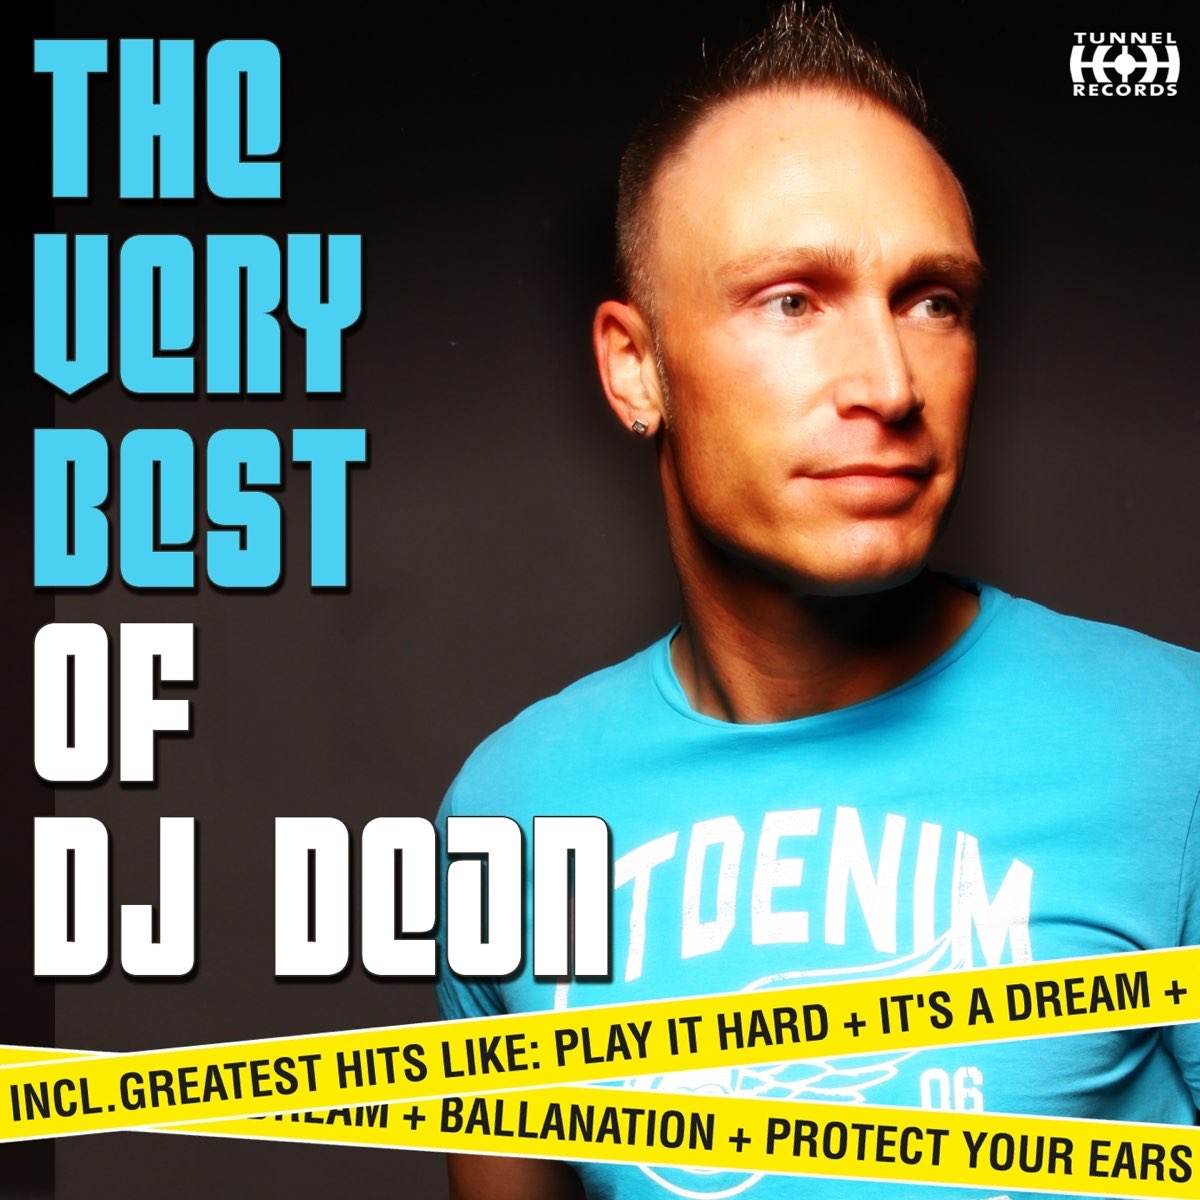 THE
VERY
BEST
OF
DJ DEAN
TUNNEL
RECORDS
TDENIM
06
INCL.GREATEST HITS LIKE: PLAY IT HARD + IT'S A DREAM +
DREAM + BALLANATION + PROTECT YOUR EARS